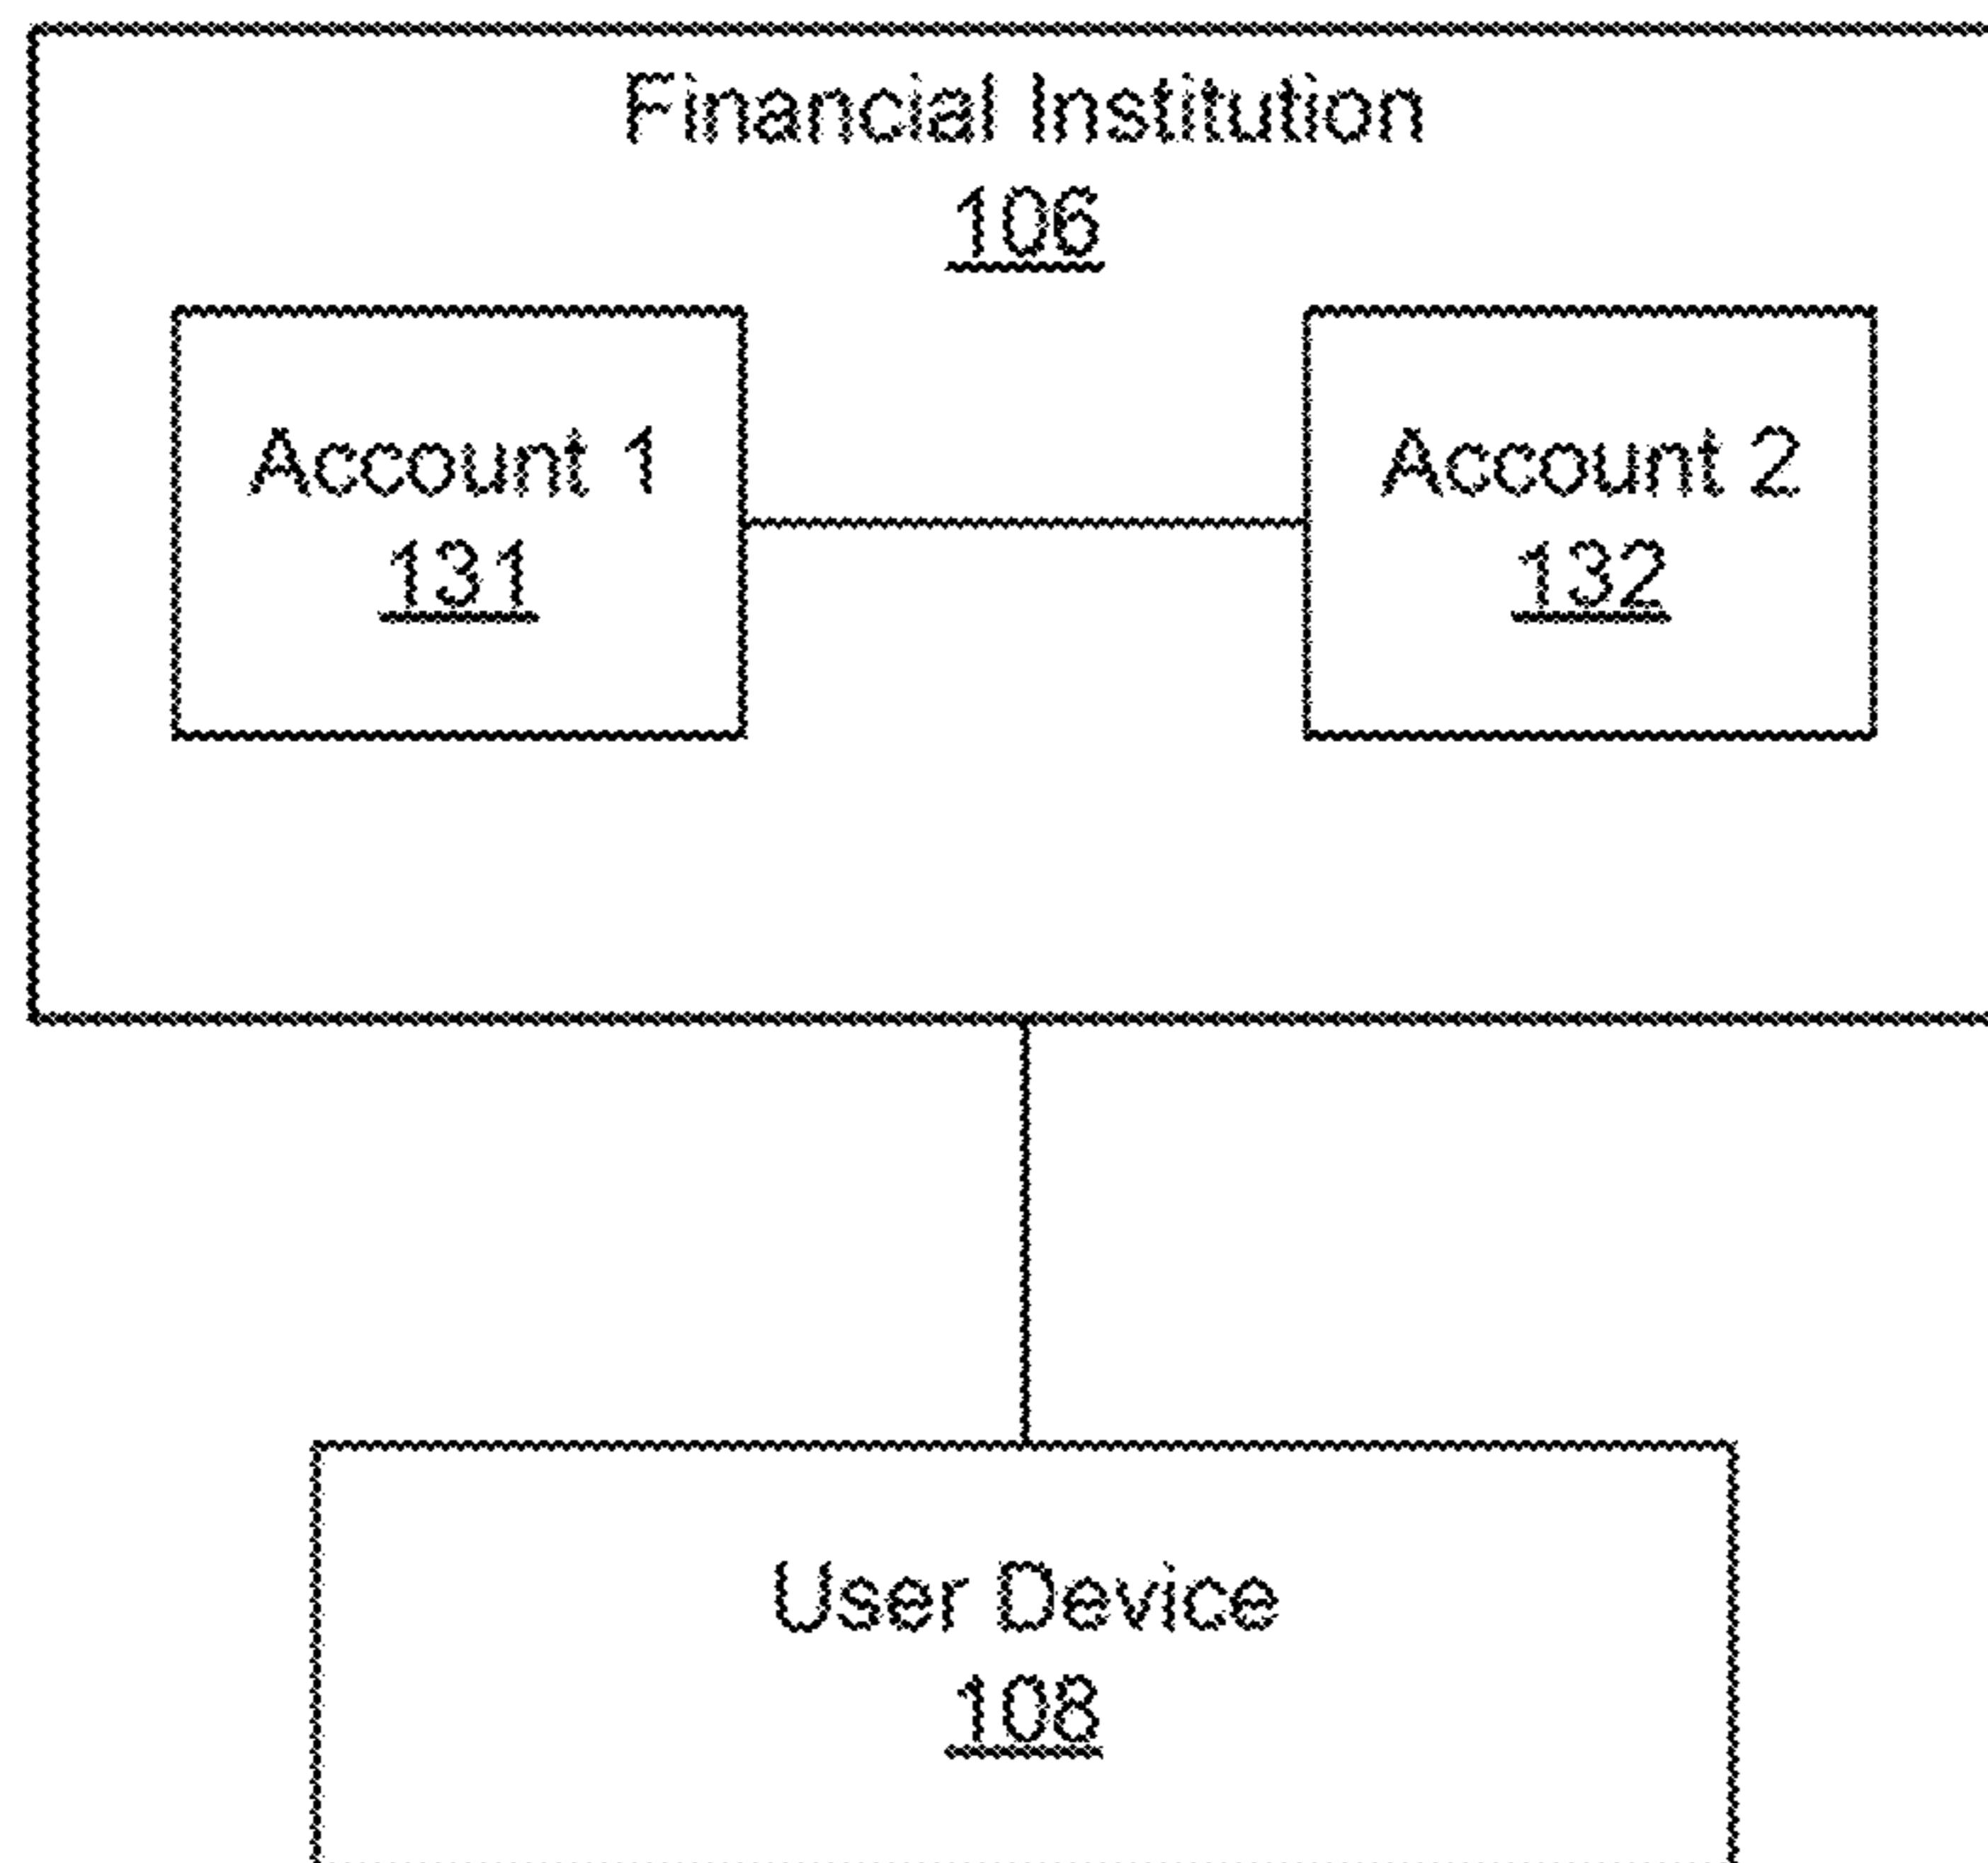 Financial Institution
106
Account 1
131
Account 2
132
User Device
108